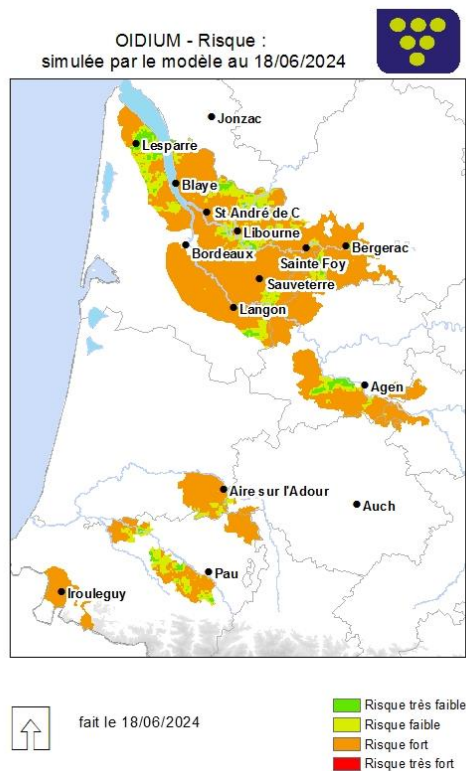 OIDIUM - Risque :
simulée par le modèle au 18/06/2024
Jonzac
Lesparre
Blaye
St André de C
Libourne
Bordeaux
Sainte Foy
Bergerac
Sauveterre
Langon
Agen
Aire sur l'Adour
Auch
Pau
Irouleguy
fait le 18/06/2024
Risque très faible
Risque faible
Risque fort
Risque très fort